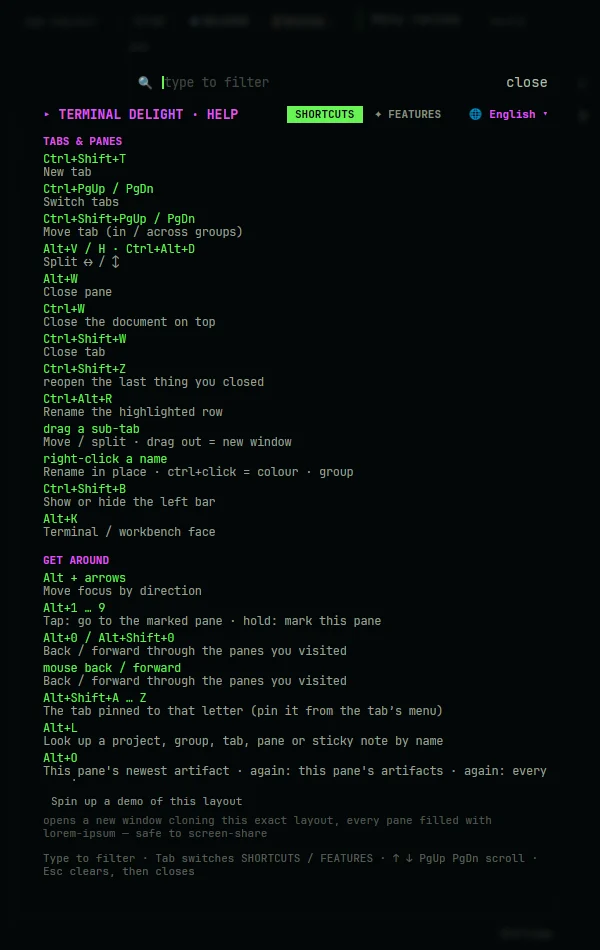 type to filter
close
TERMINAL DELIGHT · HELP
SHORTCUTS
✦ FEATURES
English
TABS & PANES
Ctrl+Shift+T
New tab
Ctrl+PgUp / PgDn
Switch tabs
Ctrl+Shift+PgUp / PgDn
Move tab (in / across groups)
Alt+V / H · Ctrl+Alt+D
Split ↔ / ↕
Alt+W
Close pane
Ctrl+W
Close the document on top
Ctrl+Shift+W
Close tab
Ctrl+Shift+Z
reopen the last thing you closed
Ctrl+Alt+R
Rename the highlighted row
drag a sub-tab
Move / split · drag out = new window
right-click a name
Rename in place · ctrl+click = colour · group
Ctrl+Shift+B
Show or hide the left bar
Alt+K
Terminal / workbench face
GET AROUND
Alt + arrows
Move focus by direction
Alt+1 … 9
Tap: go to the marked pane · hold: mark this pane
Alt+0 / Alt+Shift+0
Back / forward through the panes you visited
mouse back / forward
Back / forward through the panes you visited
Alt+Shift+A … Z
The tab pinned to that letter (pin it from the tab's menu)
Alt+L
Look up a project, group, tab, pane or sticky note by name
Alt+O
This pane's newest artifact · again: this pane's artifacts · again: every
Spin up a demo of this layout
opens a new window cloning this exact layout, every pane filled with
lorem-ipsum — safe to screen-share
Type to filter · Tab switches SHORTCUTS / FEATURES · ↑ ↓ PgUp PgDn scroll ·
Esc clears, then closes